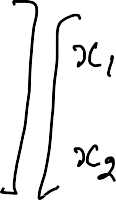 ] [ x₁
x₂